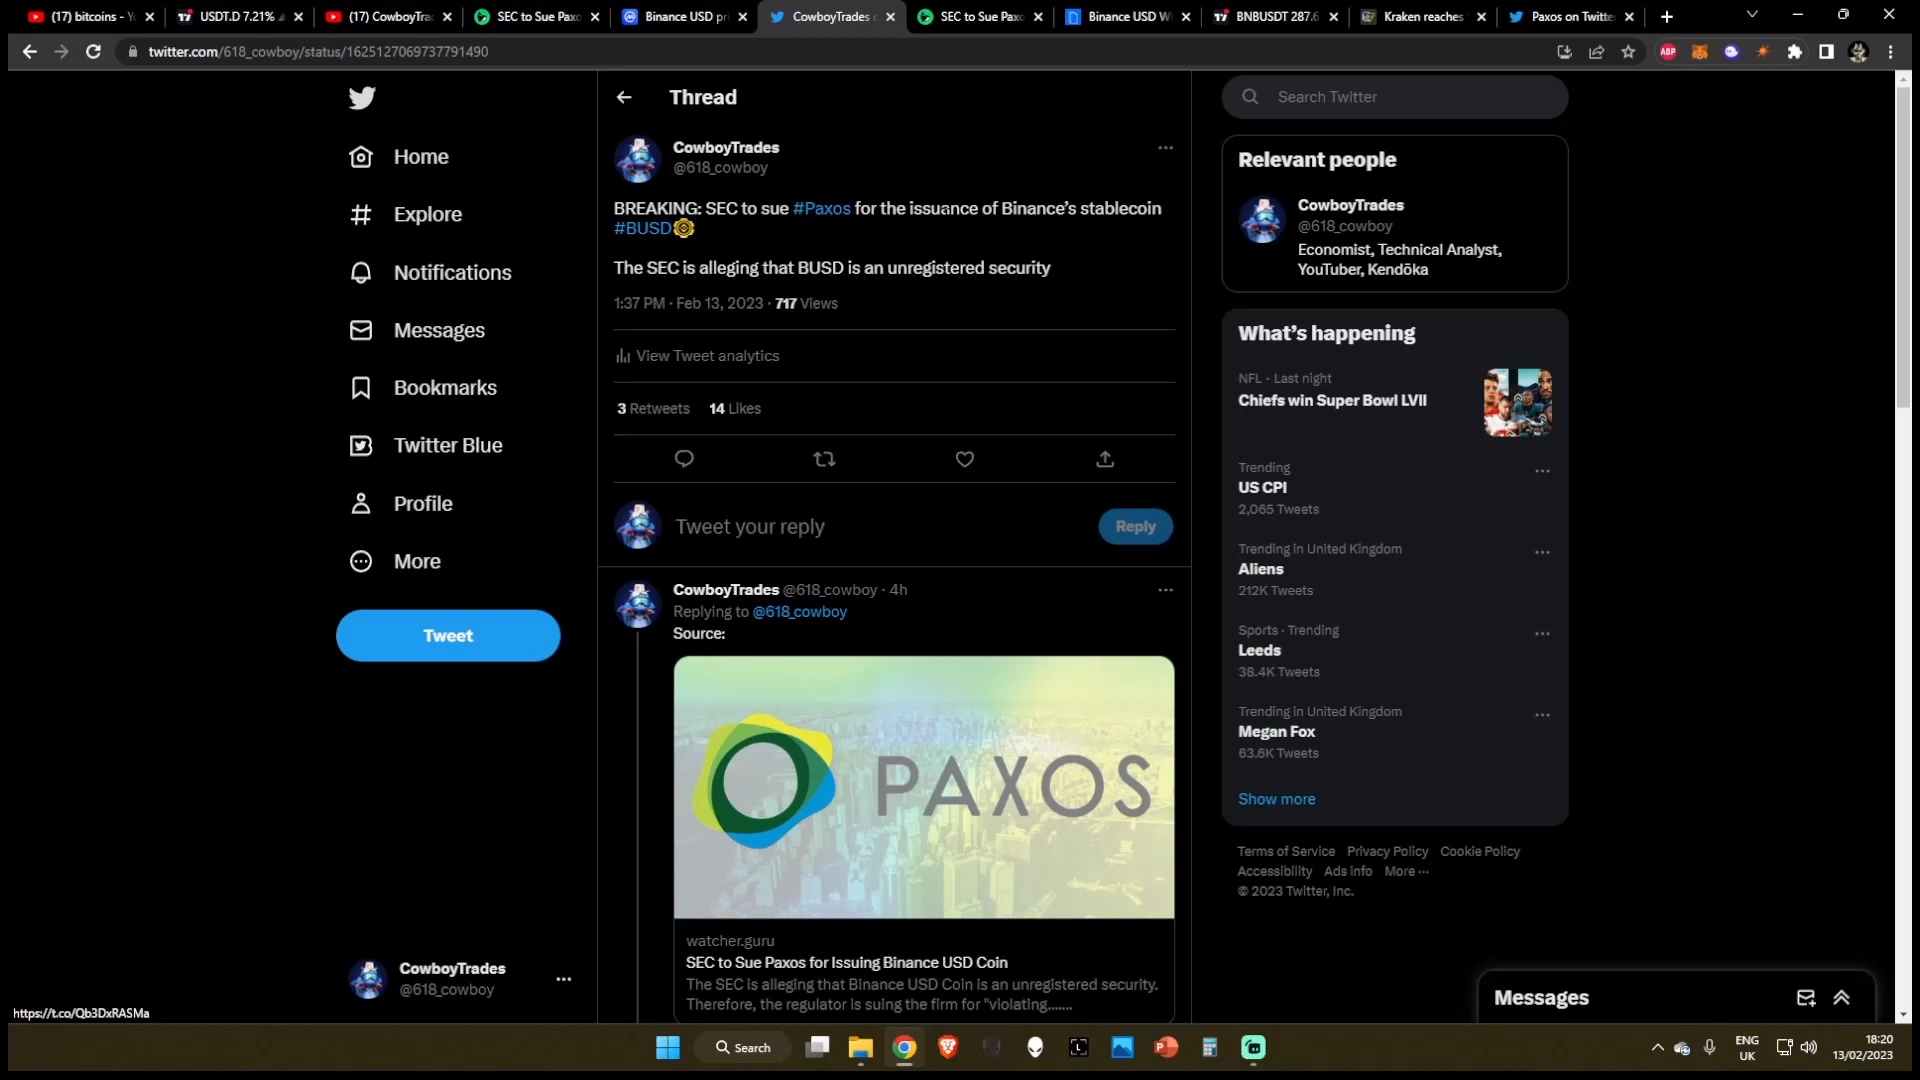 (17) bitcoins - Yo
USDT.D 7.21%
(17) CowboyTrad
SEC to Sue Paxo
Binance USD pr
CowboyTrades o
SEC to Sue Paxo
Binance USD W
BNBUSDT 287.6
Kraken reaches
Paxos on Twitte
twitter.com/618_cowboy/status/1625127069737791490
ABP
Home
Explore
Notifications
Messages
Bookmarks
Twitter Blue
Profile
More
Tweet
CowboyTrades
@618_cowboy
https://t.co/Qb3DxRASMa
Thread
CowboyTrades
@618_cowboy
BREAKING: SEC to sue #Paxos for the issuance of Binance’s stablecoin
#BUSD
The SEC is alleging that BUSD is an unregistered security
1:37 PM · Feb 13, 2023 · 717 Views
View Tweet analytics
3 Retweets 14 Likes
Tweet your reply
Reply
CowboyTrades @618_cowboy · 4h
Replying to @618_cowboy
Source:
PAXOS
watcher.guru
SEC to Sue Paxos for Issuing Binance USD Coin
The SEC is alleging that Binance USD Coin is an unregistered security.
Therefore, the regulator is suing the firm for "violating.......
Search Twitter
Relevant people
CowboyTrades
@618_cowboy
Economist, Technical Analyst,
YouTuber, Kendōka
What’s happening
NFL · Last night
Chiefs win Super Bowl LVII
Trending
US CPI
2,065 Tweets
Trending in United Kingdom
Aliens
212K Tweets
Sports · Trending
Leeds
38.4K Tweets
Trending in United Kingdom
Megan Fox
63.6K Tweets
Show more
Terms of Service Privacy Policy Cookie Policy
Accessibility Ads info More ···
© 2023 Twitter, Inc.
Messages
Search
ENG
UK
18:20
13/02/2023